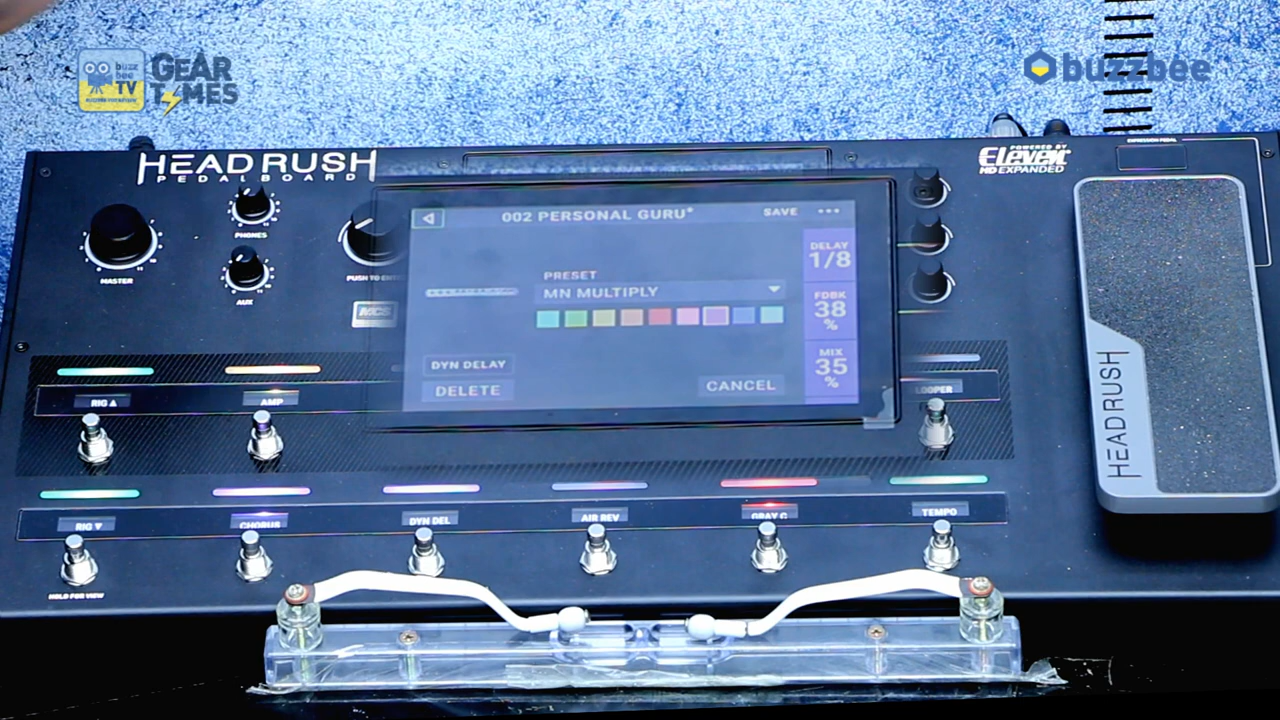 buzz
bee
TV
GEAR
TIMES
buzzbee
HEADRUSH
PEDALBOARD
POWERED BY
Eleven
HD EXPANDED
EXPRESSION PEDAL
MASTER
PHONES
AUX
002 PERSONAL GURU*
SAVE
DELAY
1/8
PRESET
MN MULTIPLY
FDBK
38
%
DYN DELAY
MIX
35
%
DELETE
CANCEL
RIG ▲
AMP
LOOPER
HEADRUSH
RIG ▼
CHORUS
DYN DEL
AIR REV
GRAY C
TEMPO
HOLD FOR VIEW